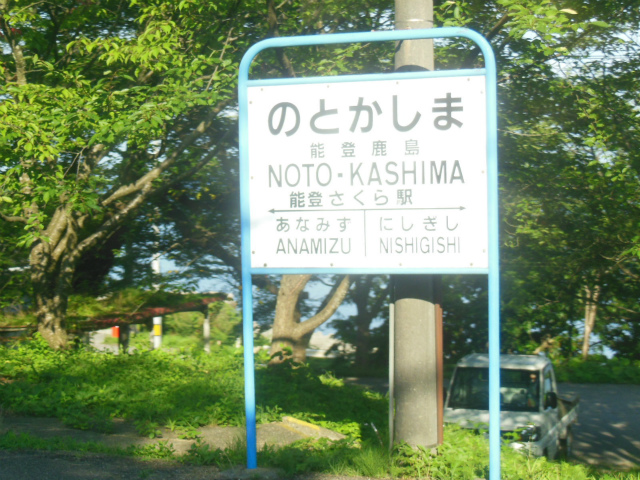 のとかしま
能登鹿島
NOTO-KASHIMA
能登さくら駅
あなみず にしぎし
ANAMIZU NISHIGISHI